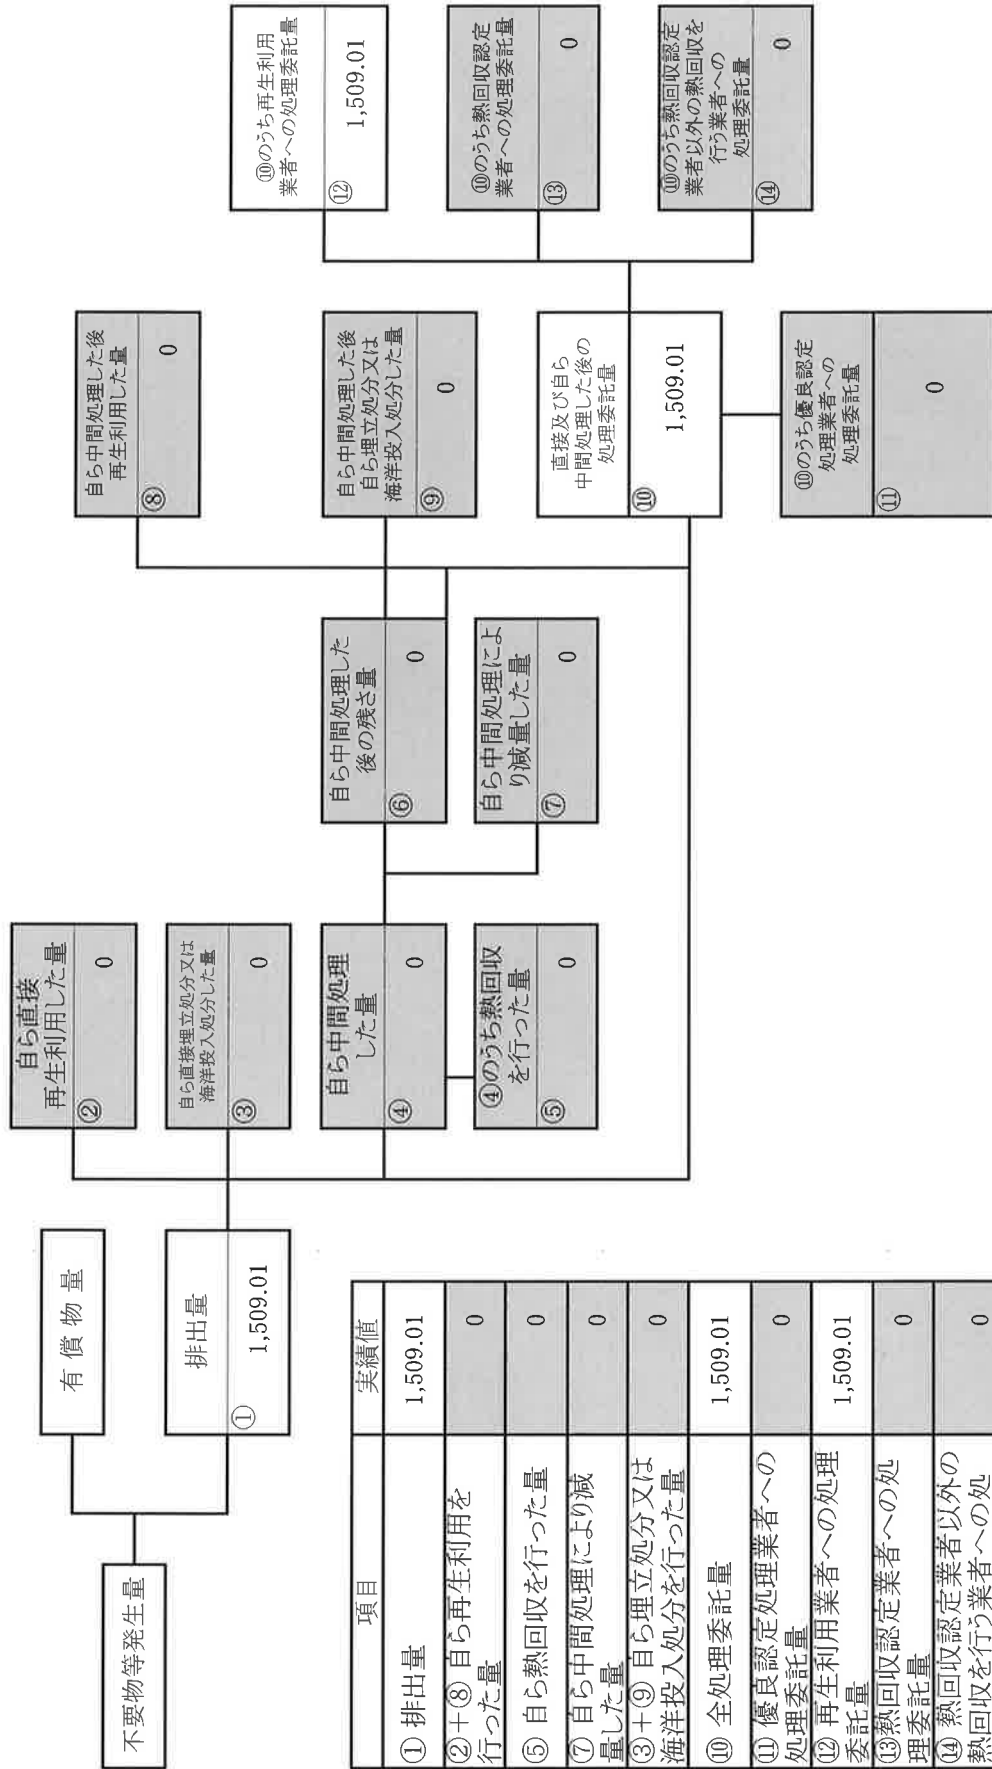 不要物等発生量
有償物量
排出量
①
1,509.01
自ら直接
再生利用した量
②
0
自ら直接埋立処分又は
海洋投入処分した量
③
0
自ら中間処理
した量
④
0
④のうち熱回収
を行った量
⑤
0
自ら中間処理した
後の残さ量
⑥
0
自ら中間処理によ
り減量した量
⑦
0
自ら中間処理した後
再生利用した量
⑧
0
自ら中間処理した後
自ら埋立処分又は
海洋投入処分した量
⑨
0
直接及び自ら
中間処理した後の
処理委託量
⑩
1,509.01
⑩のうち優良認定
処理業者への
処理委託量
⑪
0
⑩のうち再生利用
業者への処理委託量
⑫
1,509.01
⑩のうち熱回収認定
業者への処理委託量
⑬
0
⑩のうち熱回収認定
業者以外の熱回収を
行う業者への
処理委託量
⑭
0
項目 実績値
① 排出量 1,509.01
②+⑧ 自ら再生利用を
行った量 0
⑤ 自ら熱回収を行った量 0
⑦ 自ら中間処理により減
量した量 0
③+⑨ 自ら埋立処分又は
海洋投入処分を行った量 0
⑩ 全処理委託量 1,509.01
⑪ 優良認定処理業者への
処理委託量 0
⑫ 再生利用業者への処理
委託量 1,509.01
⑬熱回収認定業者への処
理委託量 0
⑭ 熱回収認定業者以外の
熱回収を行う業者への処 0